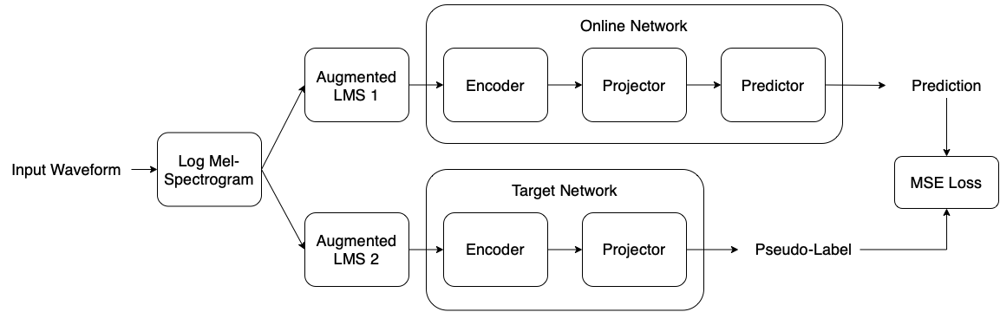 Online Network
Augmented
LMS 1
Encoder
Projector
Predictor
Prediction
Input Waveform
Log Mel-
Spectrogram
MSE Loss
Target Network
Augmented
LMS 2
Encoder
Projector
Pseudo-Label